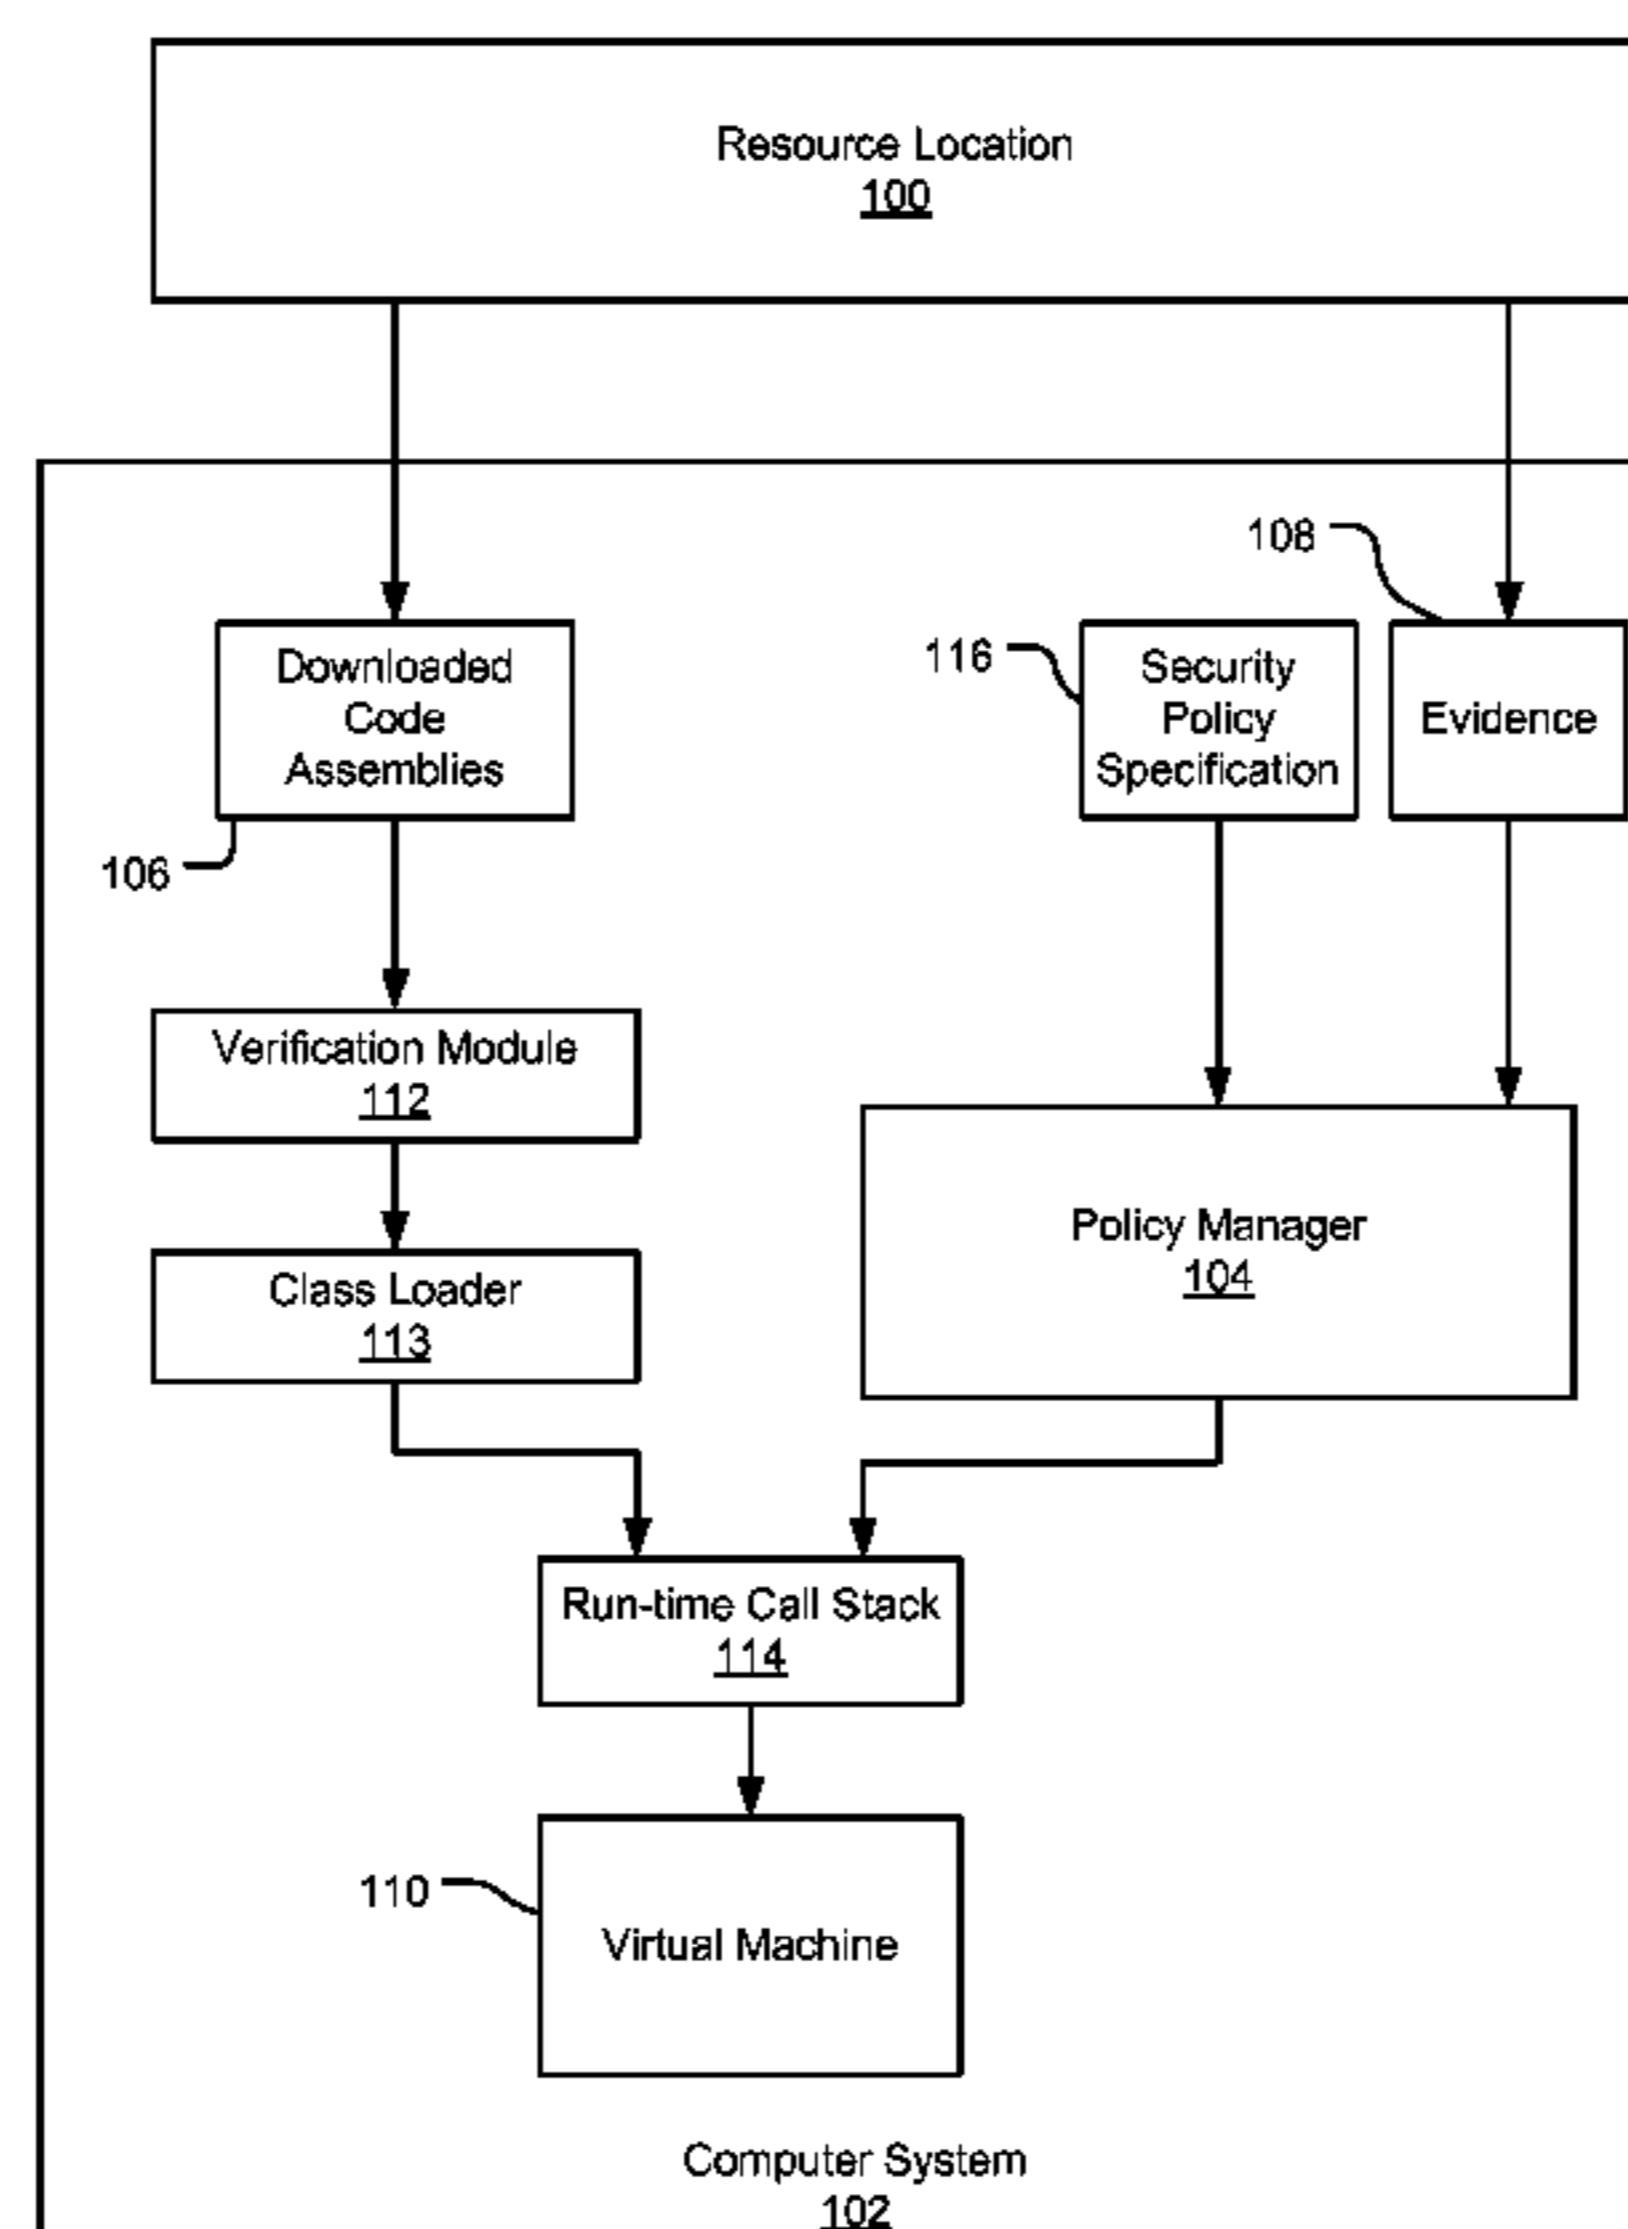 Resource Location
100
108
116
Downloaded
Code
Assemblies
Security
Policy
Specification
Evidence
106
Verification Module
112
Class Loader
113
Policy Manager
104
Run-time Call Stack
114
110
Virtual Machine
Computer System
102